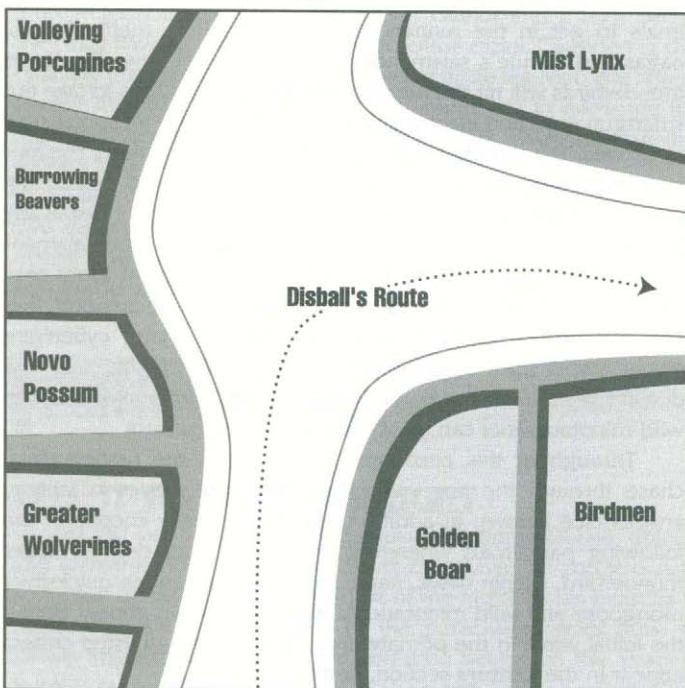 Volleying
Porcupines
Mist Lynx
Burrowing
Beavers
Disball's Route
Novo
Possum
Greater
Wolverines
Golden
Boar
Birdmen